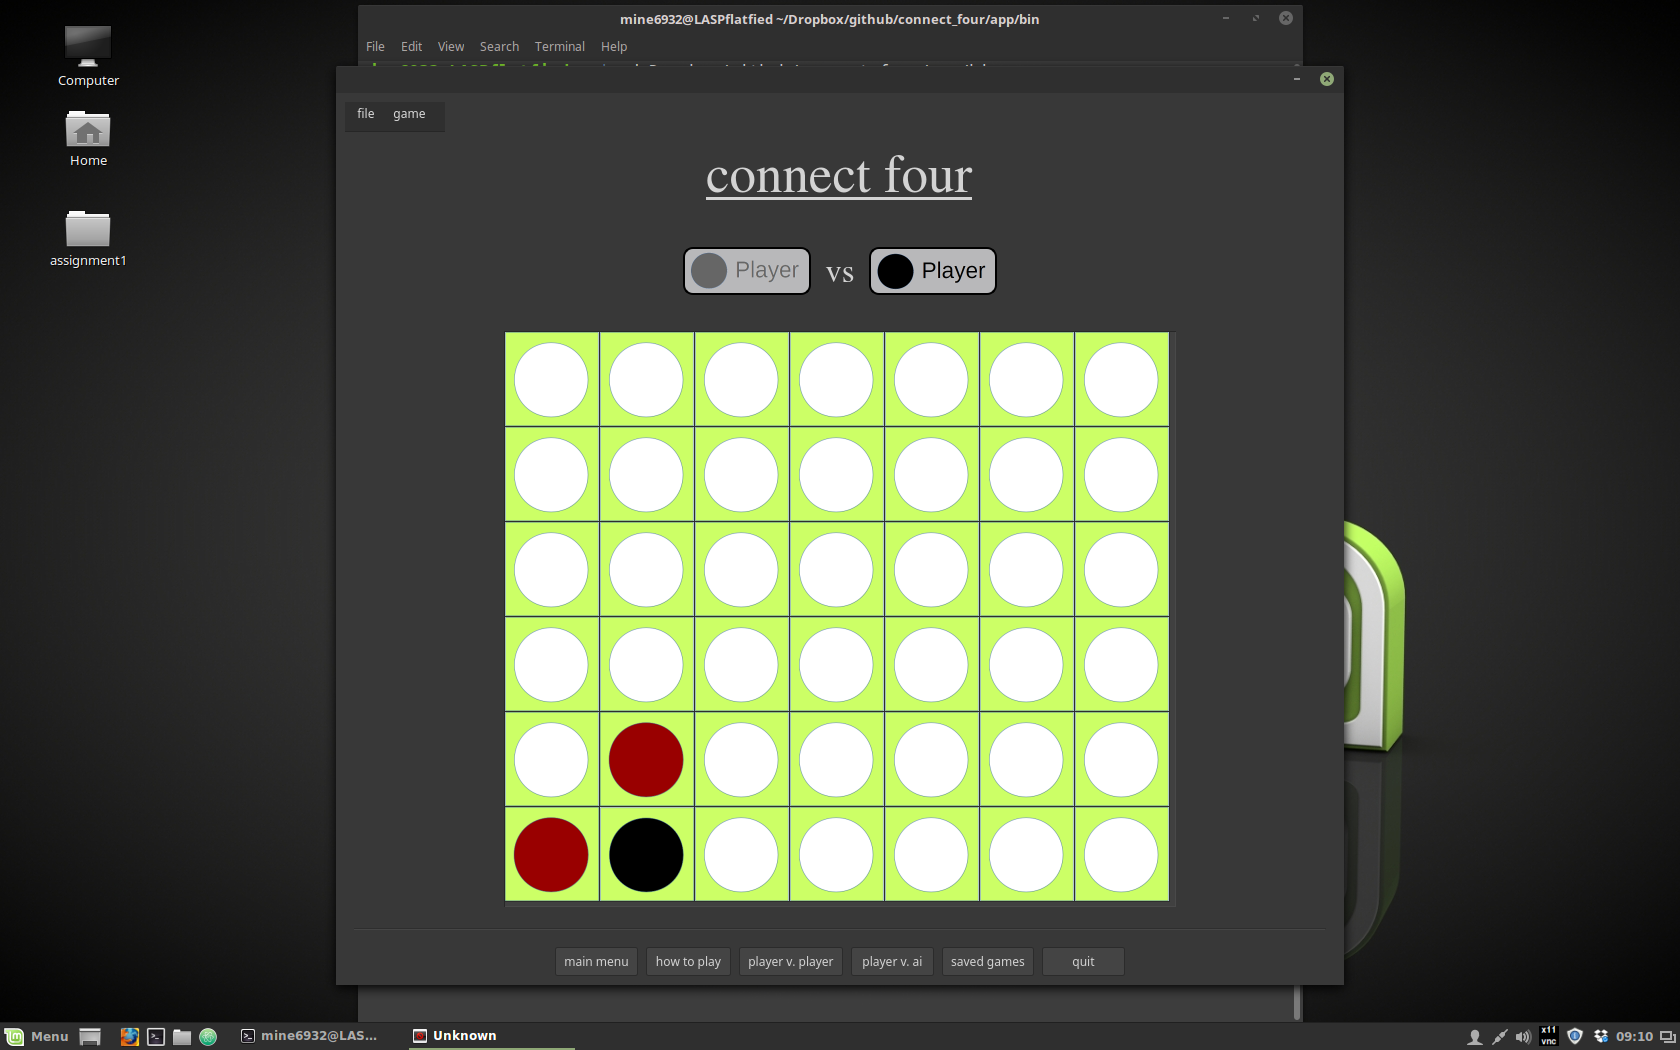 mine6932@LASPflatfied ~/Dropbox/github/connect_four/app/bin
File Edit View Search Terminal Help
Computer
Home
assignment1
file game
connect four
Player vs Player
main menu how to play player v. player player v. ai saved games quit
Menu mine6932@LAS... Unknown x11 vnc 09:10